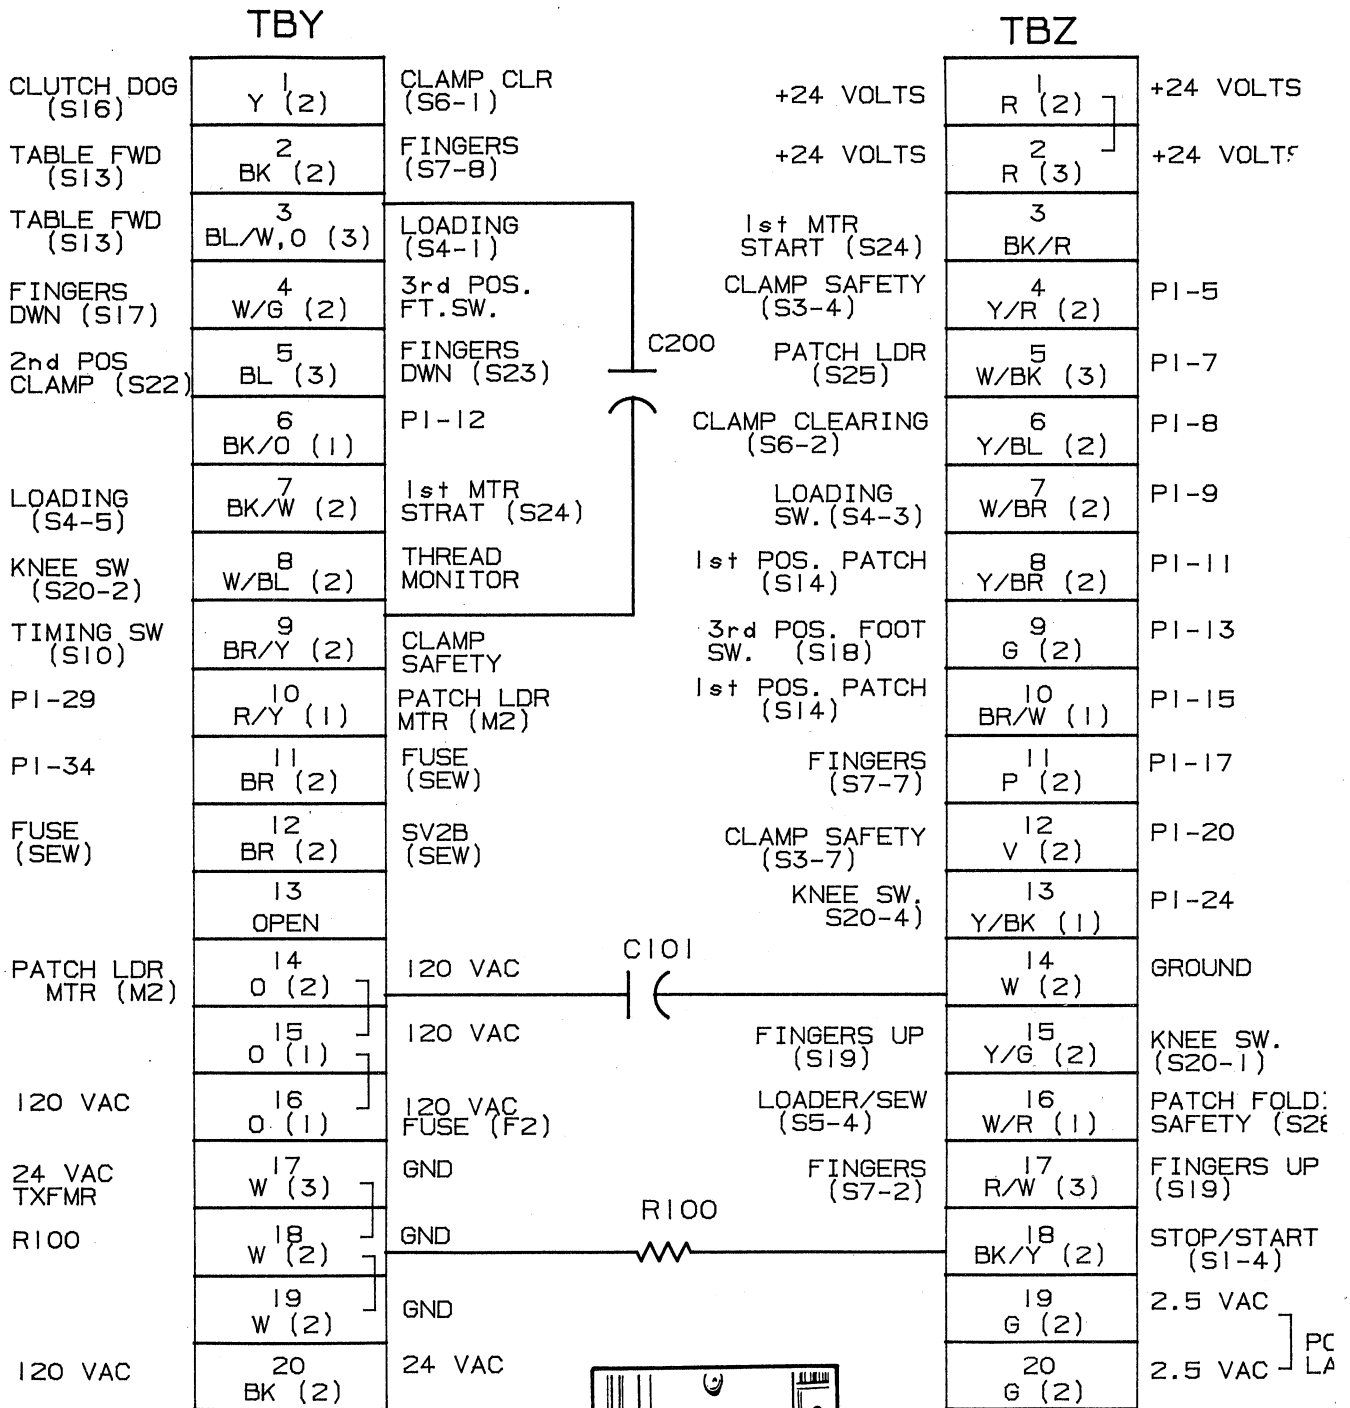 TBY
CLUTCH DOG
(S16)
1
Y (2)
CLAMP CLR
(S6-1)
TABLE FWD
(S13)
2
BK (2)
FINGERS
(S7-8)
TABLE FWD
(S13)
3
BL/W,O (3)
LOADING
(S4-1)
FINGERS
DWN (S17)
4
W/G (2)
3rd POS.
FT.SW.
2nd POS
CLAMP (S22)
5
BL (3)
FINGERS
DWN (S23)
6
BK/O (1)
P1-12
LOADING
(S4-5)
7
BK/W (2)
1st MTR
STRAT (S24)
KNEE SW
(S20-2)
8
W/BL (2)
THREAD
MONITOR
TIMING SW
(S10)
9
BR/Y (2)
CLAMP
SAFETY
P1-29
10
R/Y (1)
PATCH LDR
MTR (M2)
P1-34
11
BR (2)
FUSE
(SEW)
FUSE
(SEW)
12
BR (2)
SV2B
(SEW)
13
OPEN
PATCH LDR
MTR (M2)
14
O (2)
120 VAC
15
O (1)
120 VAC
120 VAC
16
O (1)
120 VAC
FUSE (F2)
24 VAC
TXFMR
17
W (3)
GND
R100
18
W (2)
GND
19
W (2)
GND
120 VAC
20
BK (2)
24 VAC
C200
C101
R100
TBZ
+24 VOLTS
1
R (2)
+24 VOLTS
+24 VOLTS
2
R (3)
+24 VOLTS
1st MTR
START (S24)
3
BK/R
CLAMP SAFETY
(S3-4)
4
Y/R (2)
P1-5
PATCH LDR
(S25)
5
W/BK (3)
P1-7
CLAMP CLEARING
(S6-2)
6
Y/BL (2)
P1-8
LOADING
SW.(S4-3)
7
W/BR (2)
P1-9
1st POS. PATCH
(S14)
8
Y/BR (2)
P1-11
3rd POS. FOOT
SW. (S18)
9
G (2)
P1-13
1st POS. PATCH
(S14)
10
BR/W (1)
P1-15
FINGERS
(S7-7)
11
P (2)
P1-17
CLAMP SAFETY
(S3-7)
12
V (2)
P1-20
KNEE SW.
S20-4)
13
Y/BK (1)
P1-24
14
W (2)
GROUND
FINGERS UP
(S19)
15
Y/G (2)
KNEE SW.
(S20-1)
LOADER/SEW
(S5-4)
16
W/R (1)
PATCH FOLD
SAFETY
FINGERS
(S7-2)
17
R/W (3)
FINGERS UP
(S19)
18
BK/Y (2)
STOP/START
(S1-4)
19
G (2)
2.5 VAC
20
G (2)
2.5 VAC